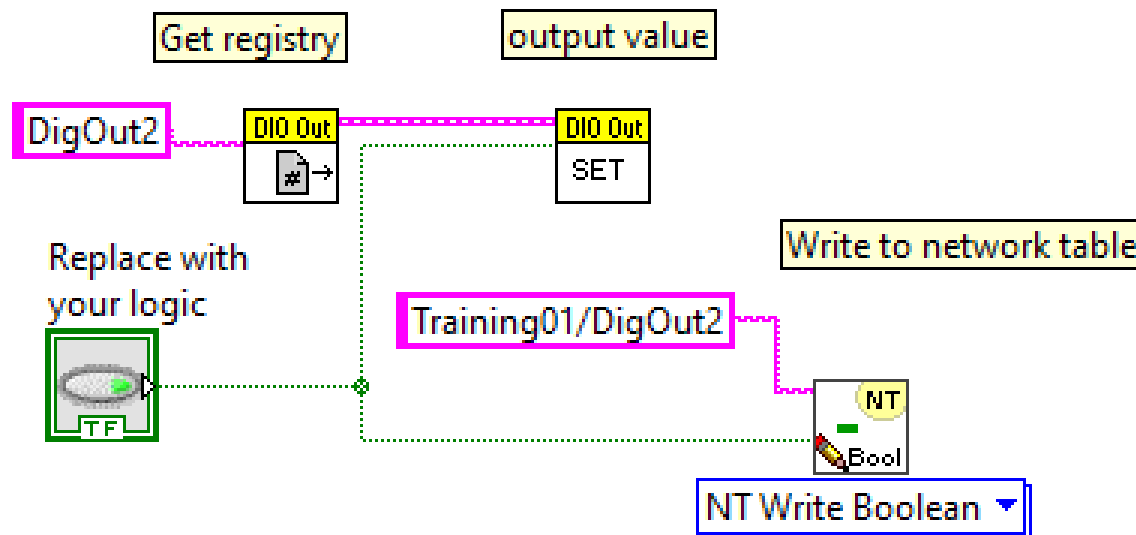 Get registry
output value
DigOut2
DIO Out
#
DIO Out
SET
Replace with
your logic
TF
Write to network table
Training01/DigOut2
NT
Bool
NT Write Boolean